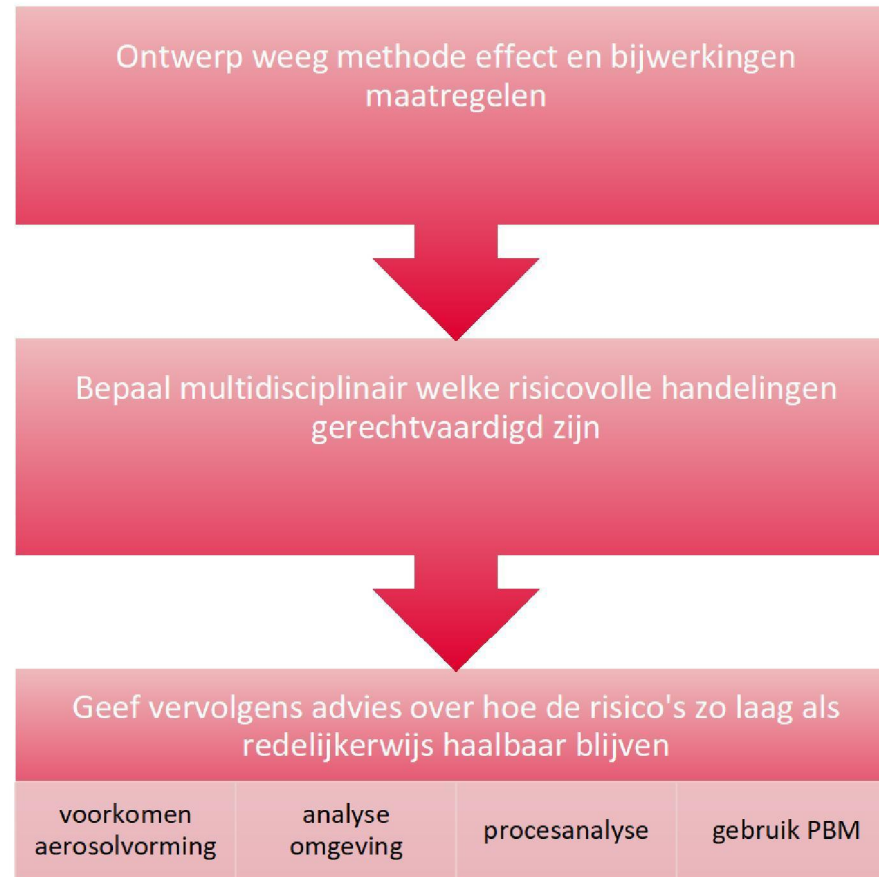 Ontwerp weeg methode effect en bijwerkingen
maatregelen
Bepaal multidisciplinair welke risicovolle handelingen
gerechtvaardigd zijn
Geef vervolgens advies over hoe de risico's zo laag als
redelijkerwijs haalbaar blijven
voorkomen
aerosolvorming
analyse
omgeving
procesanalyse
gebruik PBM